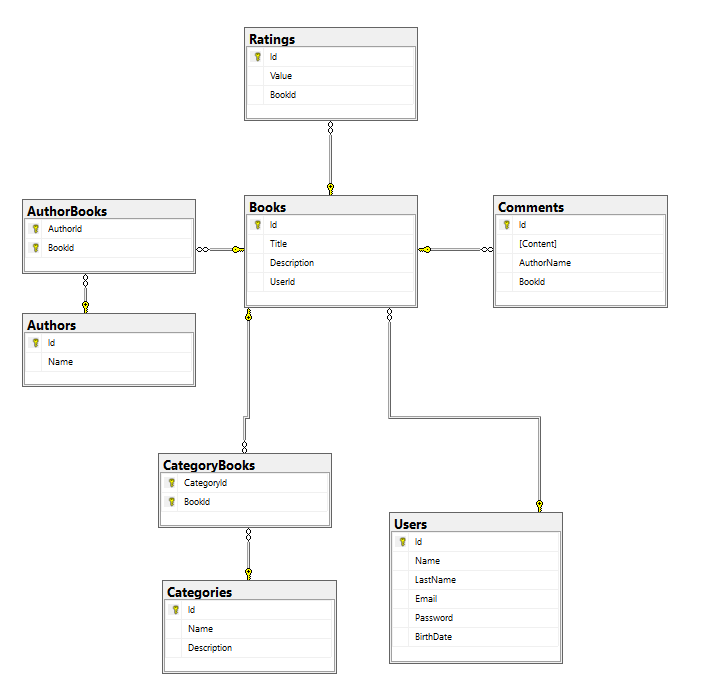 Ratings
Id
Value
BookId
AuthorBooks
AuthorId
BookId
Books
Id
Title
Description
UserId
Comments
Id
[Content]
AuthorName
BookId
Authors
Id
Name
CategoryBooks
CategoryId
BookId
Users
Id
Name
LastName
Email
Password
BirthDate
Categories
Id
Name
Description